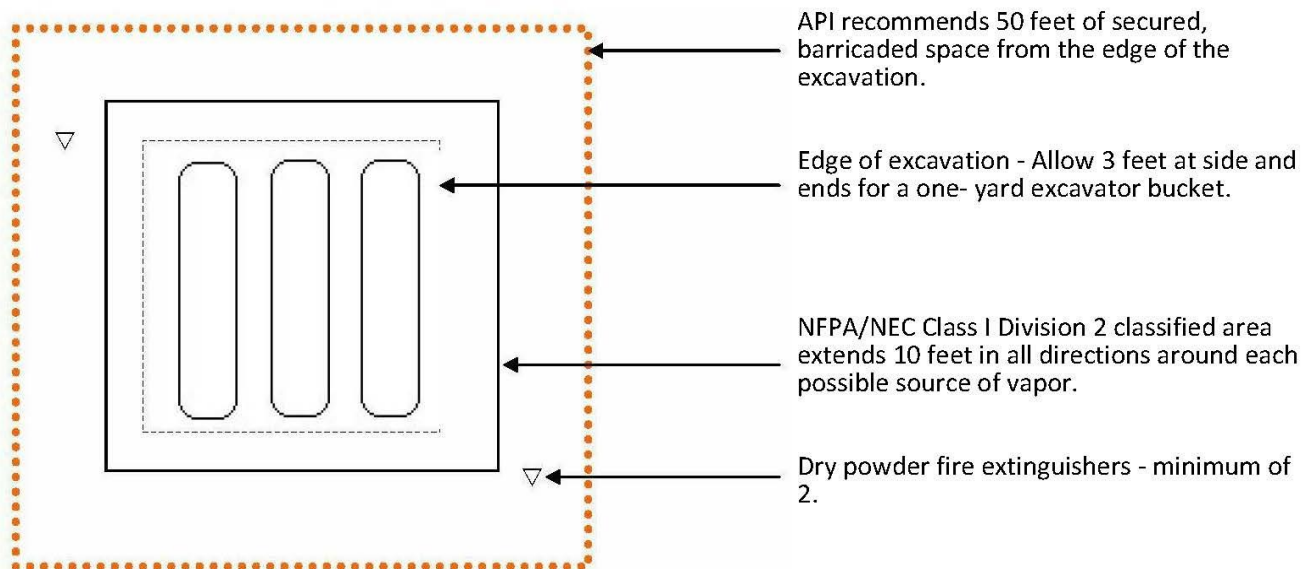 API recommends 50 feet of secured,
barricaded space from the edge of the
excavation.
Edge of excavation - Allow 3 feet at side and
ends for a one- yard excavator bucket.
NFPA/NEC Class I Division 2 classified area
extends 10 feet in all directions around each
possible source of vapor.
Dry powder fire extinguishers - minimum of
2.